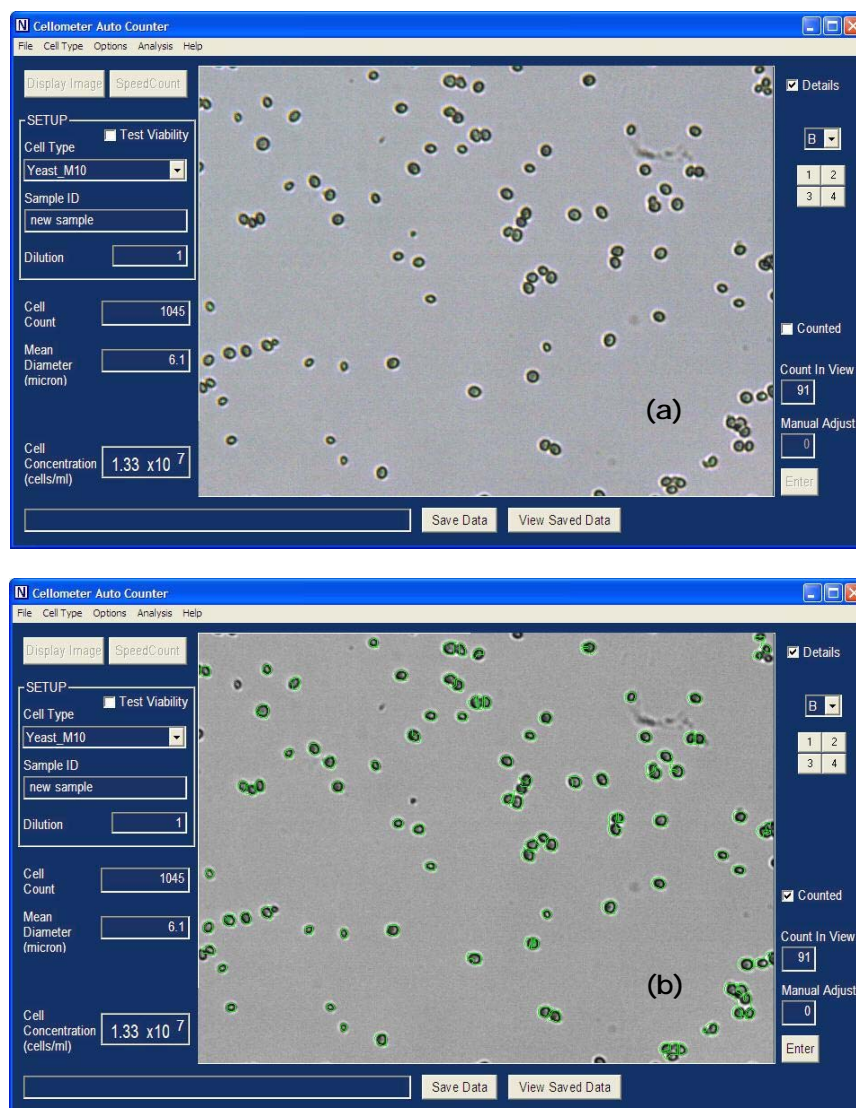 Cellometer Auto Counter
File Cell Type Options Analysis Help
Display Image SpeedCount
Details
SETUP
Test Viability
Cell Type
B
Yeast_M10
1 2
Sample ID
3 4
new sample
Dilution 1
Cell
Count
1045
Counted
Mean
Diameter
(micron)
6.1
Count In View
91
(a)
Manual Adjust
0
Cell
Concentration
(cells/ml)
1.33 x10 7
Enter
Save Data View Saved Data
Cellometer Auto Counter
File Cell Type Options Analysis Help
Display Image SpeedCount
Details
SETUP
Test Viability
Cell Type
B
Yeast_M10
1 2
Sample ID
3 4
new sample
Dilution 1
Cell
Count
1045
Counted
Mean
Diameter
(micron)
6.1
Count In View
91
(b)
Manual Adjust
0
Cell
Concentration
(cells/ml)
1.33 x10 7
Enter
Save Data View Saved Data